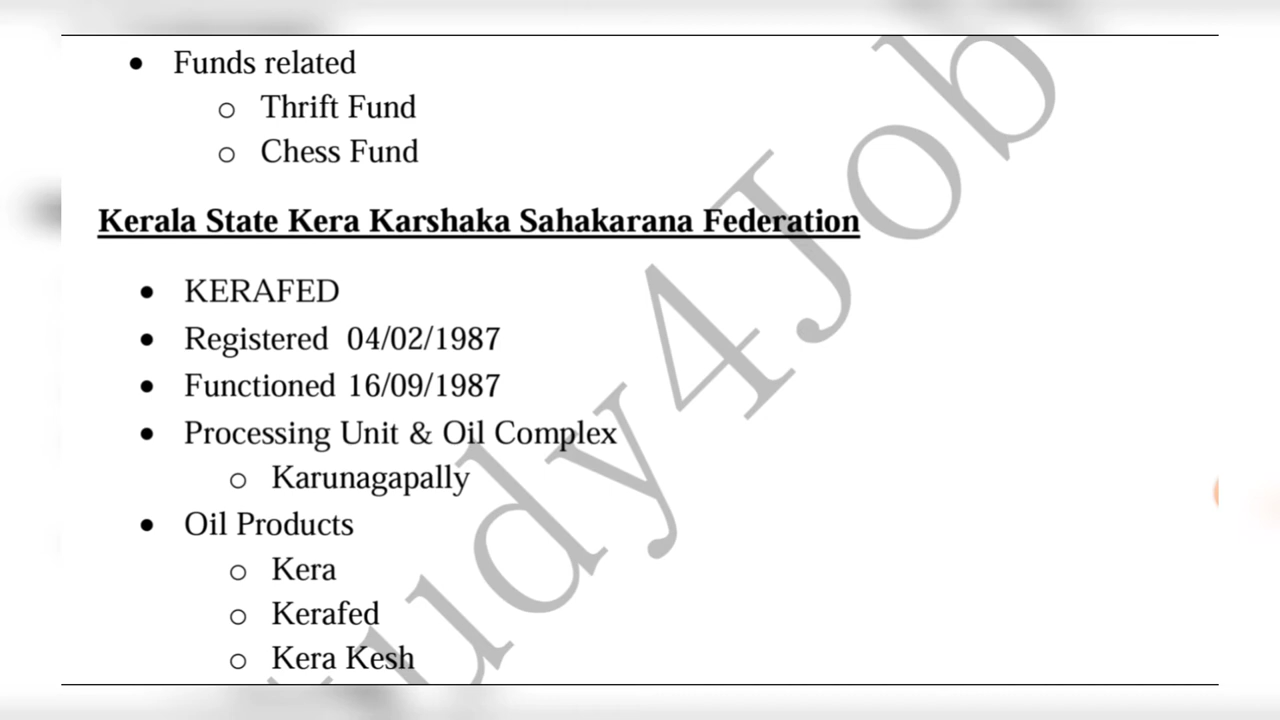 • Funds related
o Thrift Fund
o Chess Fund
Kerala State Kera Karshaka Sahakarana Federation
• KERAFED
• Registered 04/02/1987
• Functioned 16/09/1987
• Processing Unit & Oil Complex
o Karunagapally
• Oil Products
o Kera
o Kerafed
o Kera Kesh
udy4Job